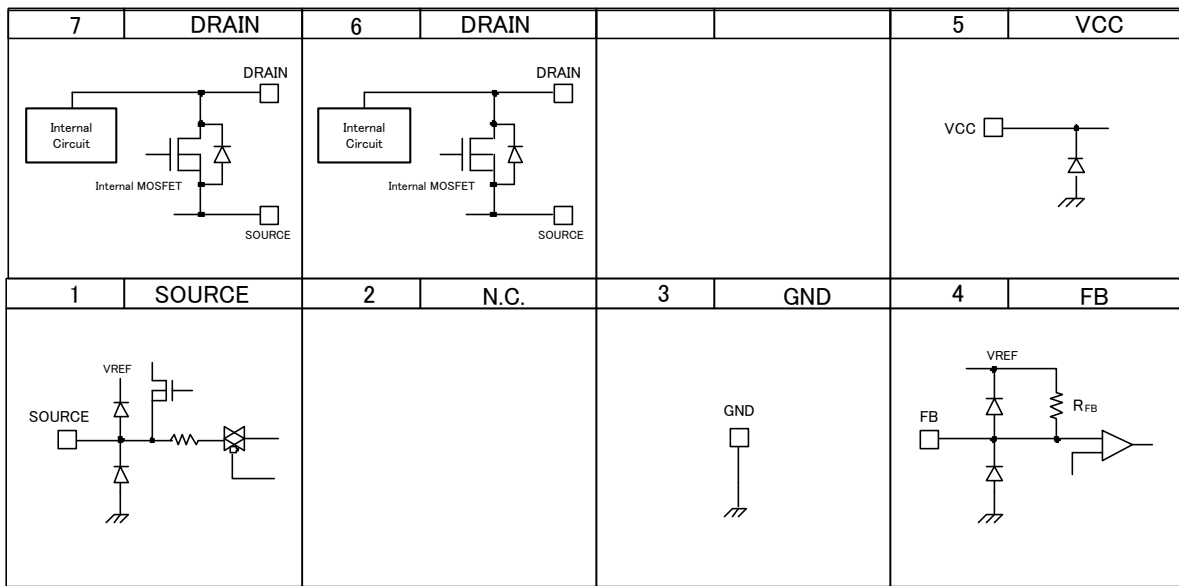 7 DRAIN 6 DRAIN 5 VCC
DRAIN
Internal
Circuit
Internal MOSFET
SOURCE
DRAIN
Internal
Circuit
Internal MOSFET
SOURCE
VCC
1 SOURCE 2 N.C. 3 GND 4 FB
VREF
SOURCE
GND
VREF
FB
RFB